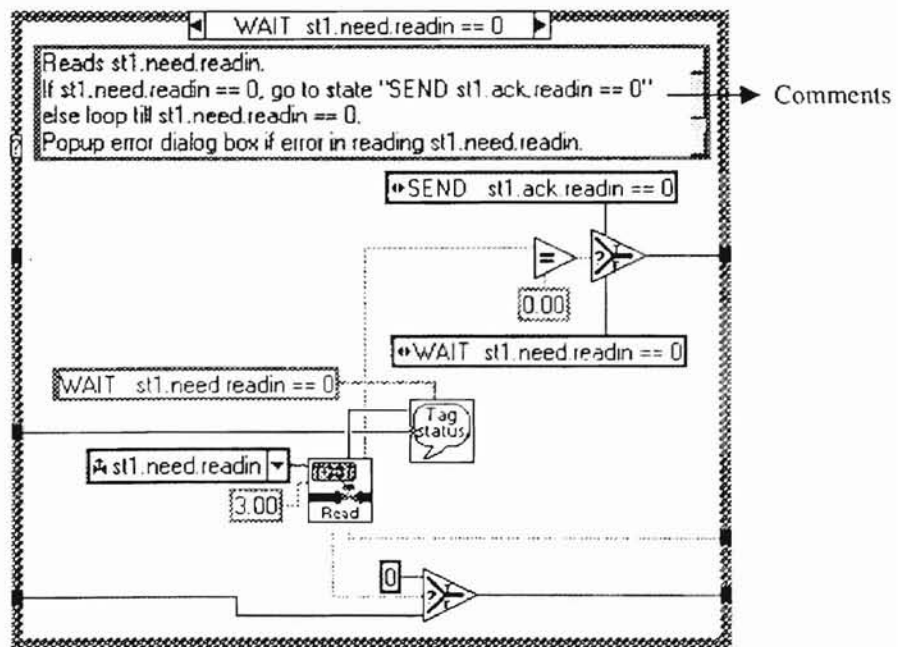 WAIT st1.need.readin == 0
Reads st1.need.readin.
If st1.need.readin == 0, go to state "SEND st1.ack.readin == 0"
else loop till st1.need.readin == 0.
Popup error dialog box if error in reading st1.need.readin.
Comments
?
SEND st1.ack.readin == 0
=
?
0.00
WAIT st1.need.readin == 0
WAIT st1.need.readin == 0
Tag
status
st1.need.readin
3.00
Read
0
?